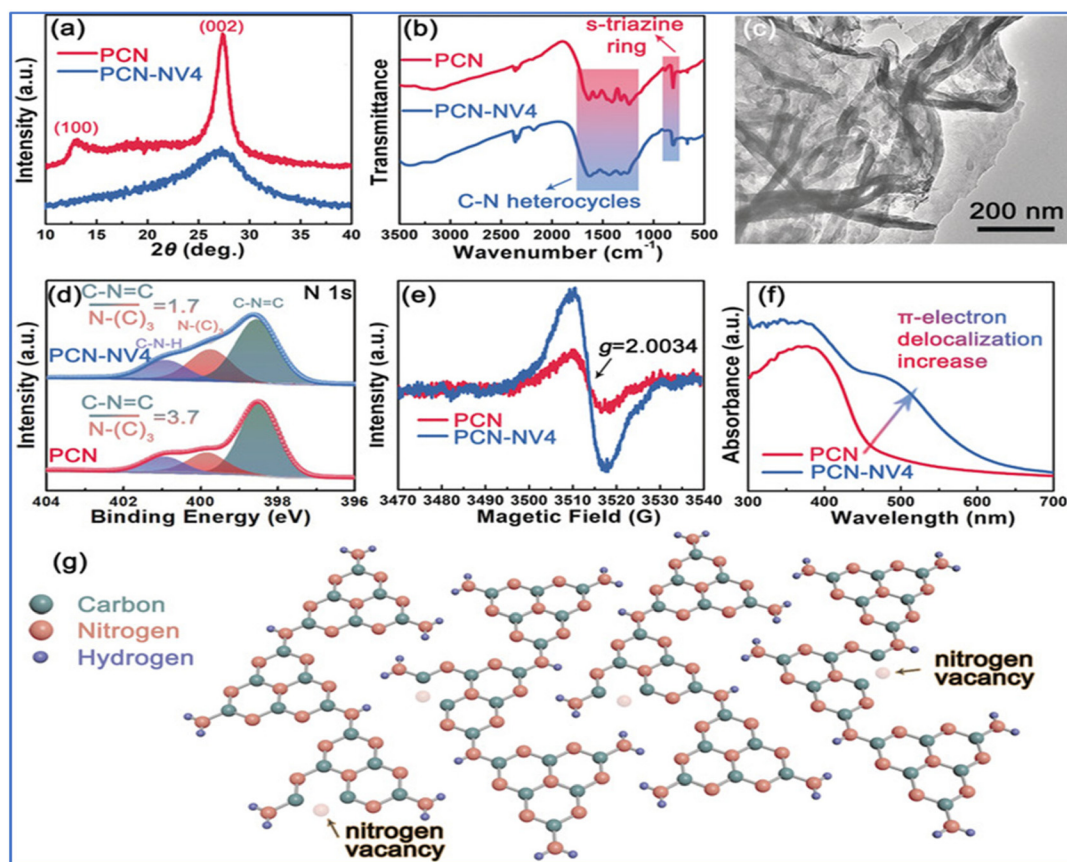 (a)
(002)
PCN
PCN-NV4
(100)
Intensity (a.u.)
10 15 20 25 30 35 40
2θ (deg.)
(b)
s-triazine
ring
PCN
PCN-NV4
C-N heterocycles
Transmittance
3500 3000 2500 2000 1500 1000 500
Wavenumber (cm⁻¹)
(c)
200 nm
(d)
N 1s
C-N=C
N-(C)₃
=1.7
C-N=C
N-(C)₃
C-N-H
PCN-NV4
C-N=C
N-(C)₃
=3.7
PCN
Intensity (a.u.)
404 402 400 398 396
Binding Energy (eV)
(e)
g=2.0034
PCN
PCN-NV4
Intensity (a.u.)
3470 3480 3490 3500 3510 3520 3530 3540
Magetic Field (G)
(f)
π-electron
delocalization
increase
PCN
PCN-NV4
Absorbance (a.u.)
300 400 500 600 700
Wavelength (nm)
(g)
Carbon
Nitrogen
Hydrogen
nitrogen
vacancy
nitrogen
vacancy